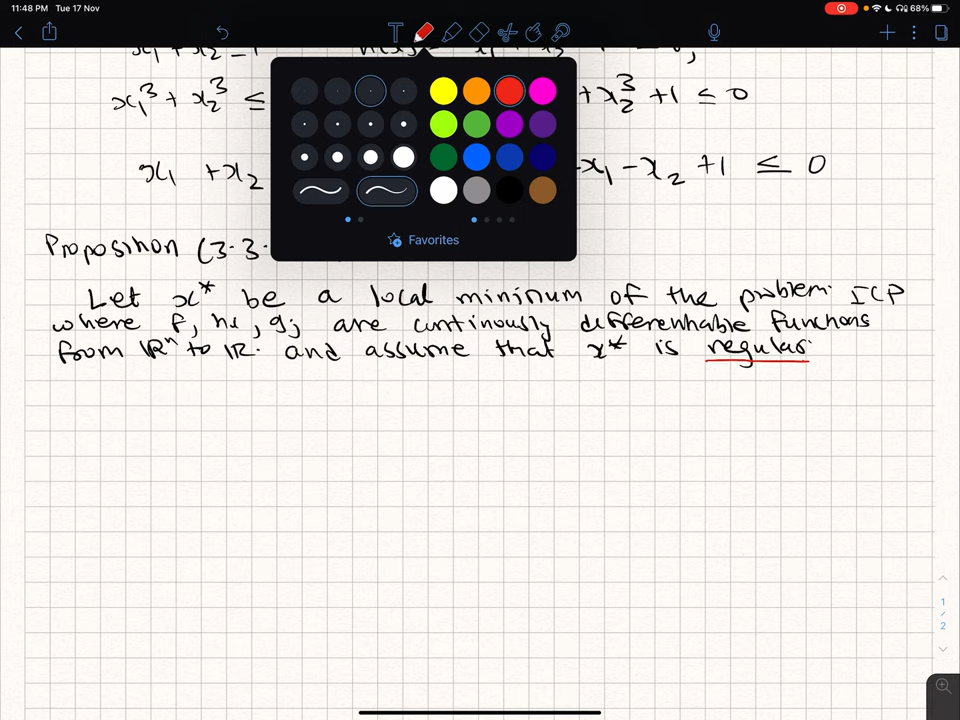 11:48 PM Tue 17 Nov 68%
x₁³ + x₂³ ≤ + x₂³ + 1 ≤ 0
x₁ + x₂ -x₁ - x₂ + 1 ≤ 0
Favorites
Proposition (3.3.
Let x* be a local minimum of the problem ICP
where f, hi, gj are continously differentiable functions
from ℝⁿ to ℝ. and assume that x* is regular.
1
/
2